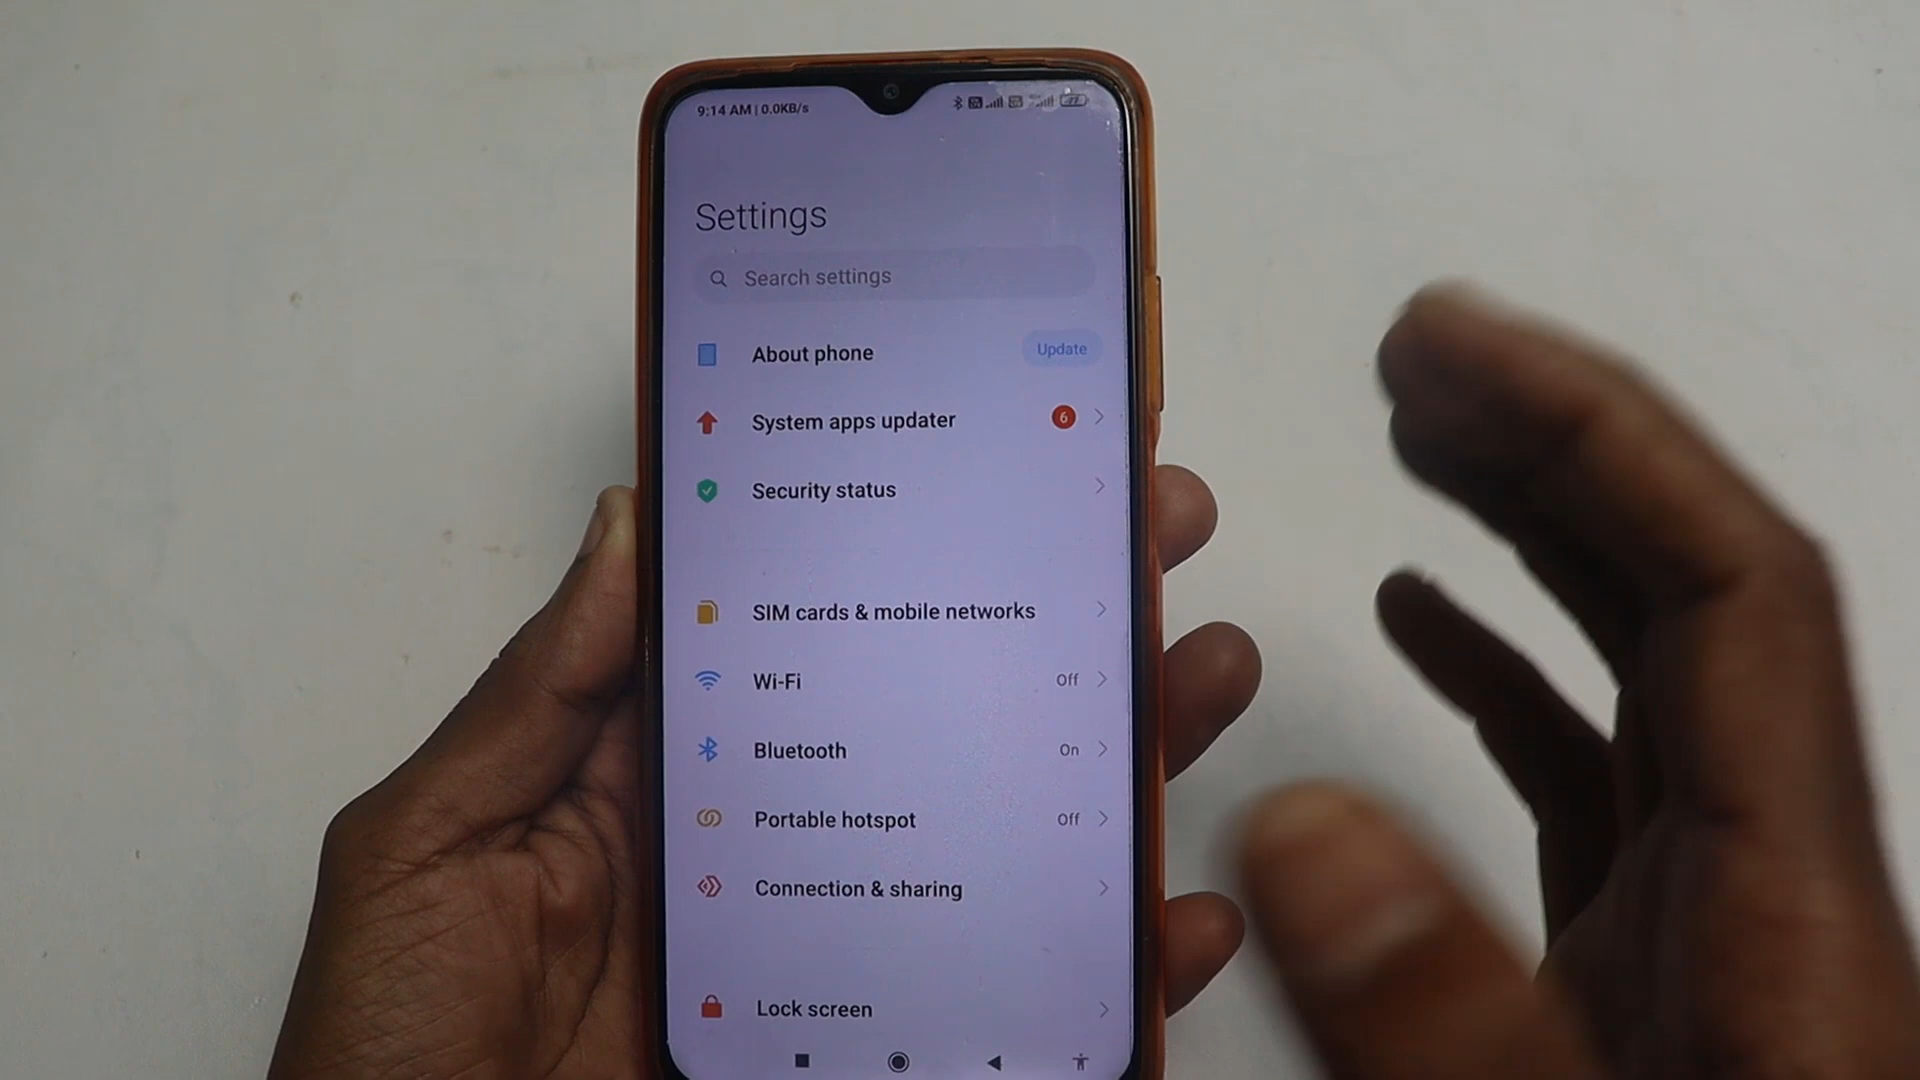 9:14 AM | 0.0KB/s
Settings
Search settings
About phone Update
System apps updater 6
Security status
SIM cards & mobile networks
Wi-Fi Off
Bluetooth On
Portable hotspot Off
Connection & sharing
Lock screen